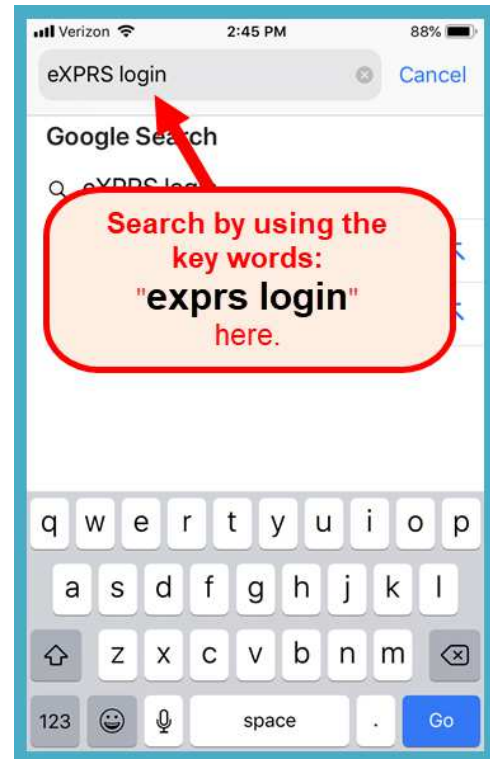 Verizon 2:45 PM 88%
eXPRS login Cancel
Google Search
Search by using the
key words:
"exprs login"
here.
q w e r t y u i o p
a s d f g h j k l
z x c v b n m
123 space . Go